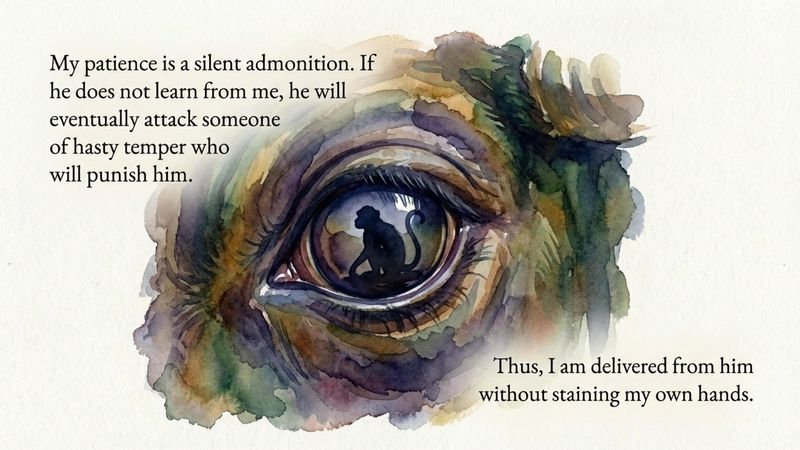 My patience is a silent admonition. If
he does not learn from me, he will
eventually attack someone
of hasty temper who
will punish him.
Thus, I am delivered from him
without staining my own hands.